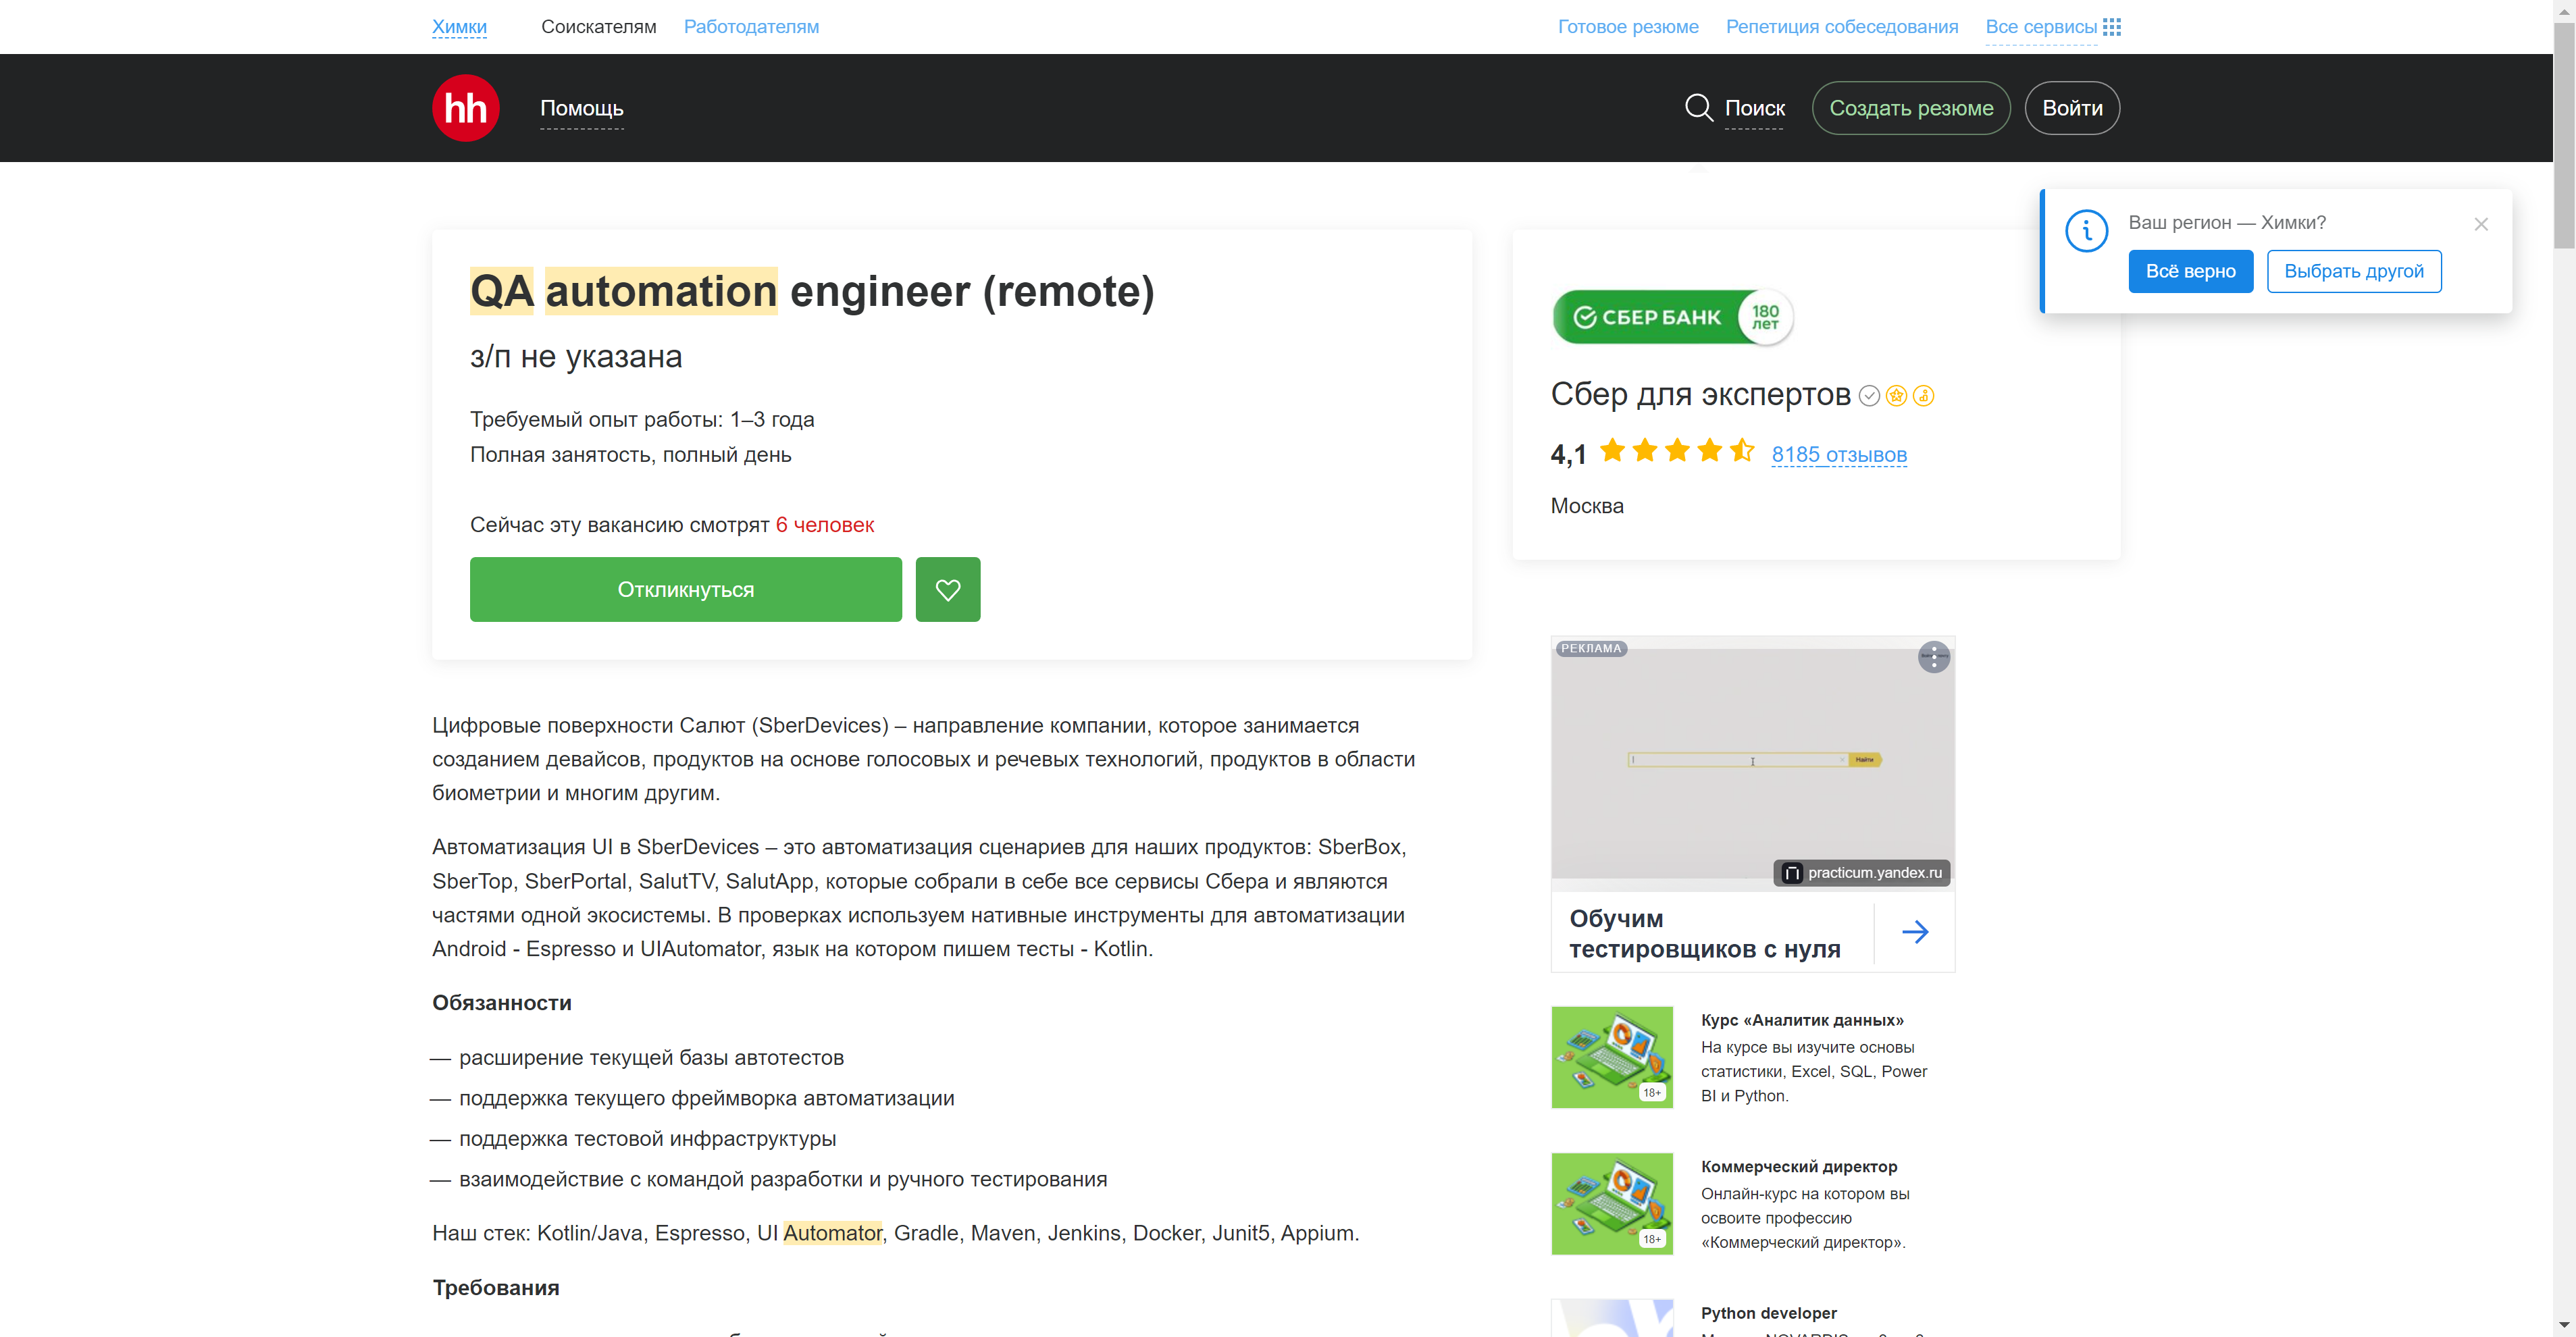 Химки Соискателям Работодателям Готовое резюме Репетиция собеседования Все сервисы
hh Помощь Поиск Создать резюме Войти
Ваш регион — Химки?
Всё верно Выбрать другой
QA automation engineer (remote)
з/п не указана
Требуемый опыт работы: 1–3 года
Полная занятость, полный день
Сейчас эту вакансию смотрят 6 человек
Откликнуться
СБЕР БАНК 180 лет
Сбер для экспертов
4,1 8185 отзывов
Москва
Цифровые поверхности Салют (SberDevices) – направление компании, которое занимается
созданием девайсов, продуктов на основе голосовых и речевых технологий, продуктов в области
биометрии и многим другим.
Автоматизация UI в SberDevices – это автоматизация сценариев для наших продуктов: SberBox,
SberTop, SberPortal, SalutTV, SalutApp, которые собрали в себе все сервисы Сбера и являются
частями одной экосистемы. В проверках используем нативные инструменты для автоматизации
Android - Espresso и UIAutomator, язык на котором пишем тесты - Kotlin.
Обязанности
— расширение текущей базы автотестов
— поддержка текущего фреймворка автоматизации
— поддержка тестовой инфраструктуры
— взаимодействие с командой разработки и ручного тестирования
Наш стек: Kotlin/Java, Espresso, UI Automator, Gradle, Maven, Jenkins, Docker, Junit5, Appium.
Требования
РЕКЛАМА
Найти
practicum.yandex.ru
Обучим
тестировщиков с нуля
Курс «Аналитик данных»
На курсе вы изучите основы
статистики, Excel, SQL, Power
BI и Python.
18+
Коммерческий директор
Онлайн-курс на котором вы
освоите профессию
«Коммерческий директор».
18+
Python developer